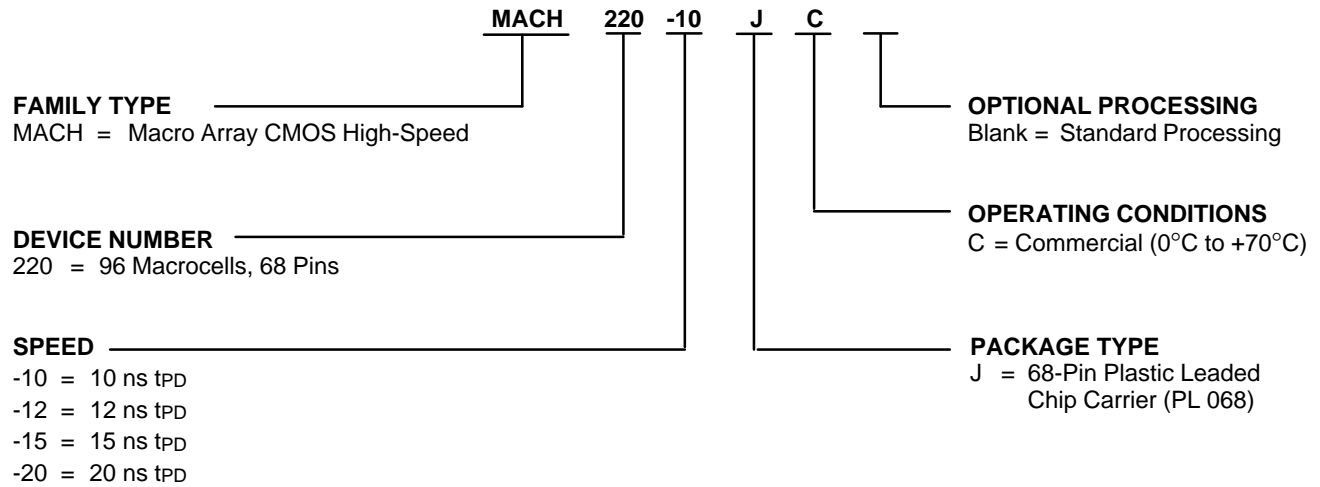 MACH 220 -10 J C
FAMILY TYPE
MACH = Macro Array CMOS High-Speed
OPTIONAL PROCESSING
Blank = Standard Processing
DEVICE NUMBER
220 = 96 Macrocells, 68 Pins
OPERATING CONDITIONS
C = Commercial (0°C to +70°C)
SPEED
-10 = 10 ns tPD
-12 = 12 ns tPD
-15 = 15 ns tPD
-20 = 20 ns tPD
PACKAGE TYPE
J = 68-Pin Plastic Leaded
Chip Carrier (PL 068)